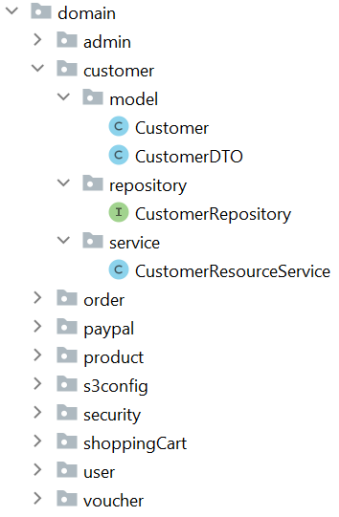 domain
admin
customer
model
C Customer
C CustomerDTO
repository
I CustomerRepository
service
C CustomerResourceService
order
paypal
product
s3config
security
shoppingCart
user
voucher